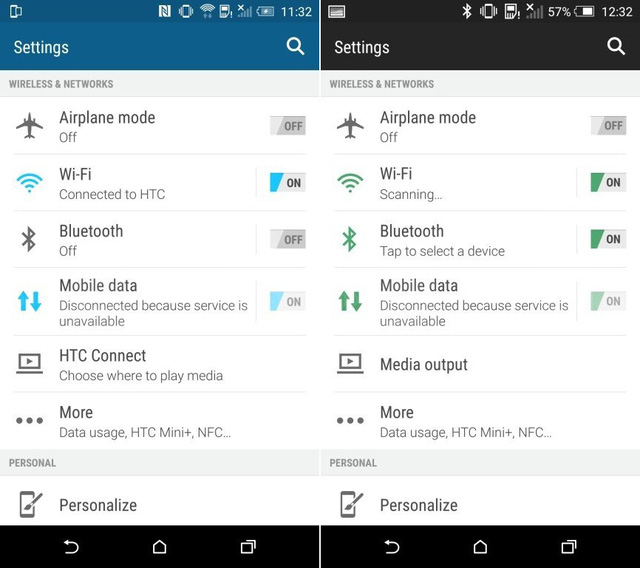 11:32
Settings
WIRELESS & NETWORKS
Airplane mode
Off
OFF
Wi-Fi
Connected to HTC
ON
Bluetooth
Off
OFF
Mobile data
Disconnected because service is
unavailable
ON
HTC Connect
Choose where to play media
More
Data usage, HTC Mini+, NFC...
PERSONAL
Personalize
57% 12:32
Settings
WIRELESS & NETWORKS
Airplane mode
Off
OFF
Wi-Fi
Scanning...
ON
Bluetooth
Tap to select a device
ON
Mobile data
Disconnected because service is
unavailable
ON
Media output
More
Data usage, HTC Mini+, NFC...
PERSONAL
Personalize